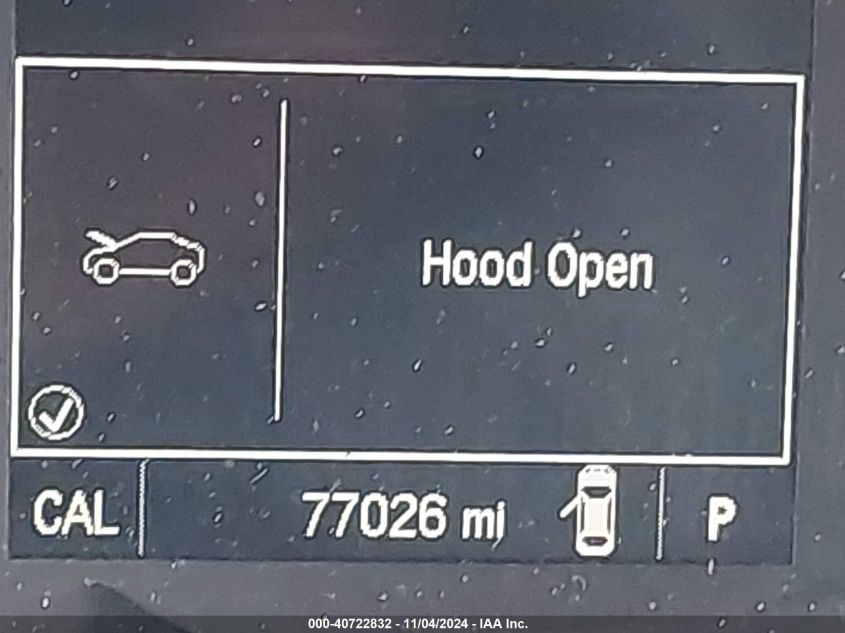 Hood Open
CAL 77026 mi P
000-40722832 - 11/04/2024 - IAA Inc.